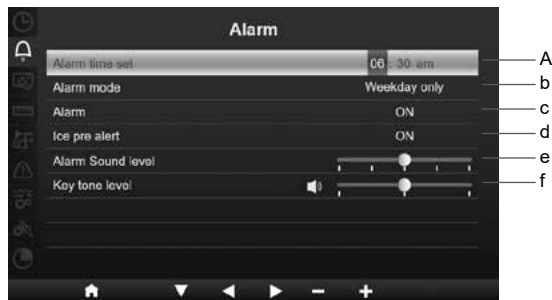 Alarm
Alarm time set 06 : 30 am A
Alarm mode Weekday only b
Alarm ON c
Ice pre alert ON d
Alarm Sound level e
Key tone level f